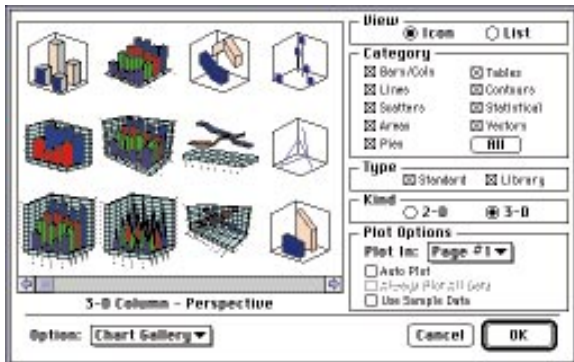 View
Icon
List
Category
Bars/Cols
Tables
Lines
Contours
Scatters
Statistical
Areas
Vectors
Pies
All
Type
Standard
Library
Kind
2-D
3-D
Plot Options
Plot In: Page #1
Auto Plot
Always Plot All Data
Use Sample Data
3-D Column - Perspective
Option: Chart Gallery
Cancel
OK